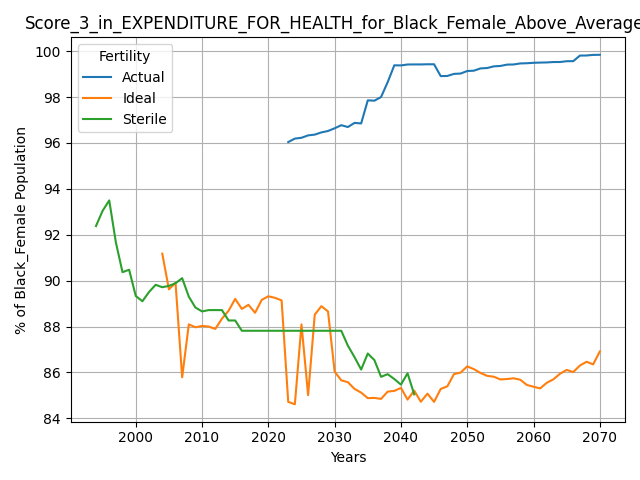 Score_3_in_EXPENDITURE_FOR_HEALTH_for_Black_Female_Above_Average
Fertility
Actual
Ideal
Sterile
% of Black_Female Population
100
98
96
94
92
90
88
86
84
2000 2010 2020 2030 2040 2050 2060 2070
Years